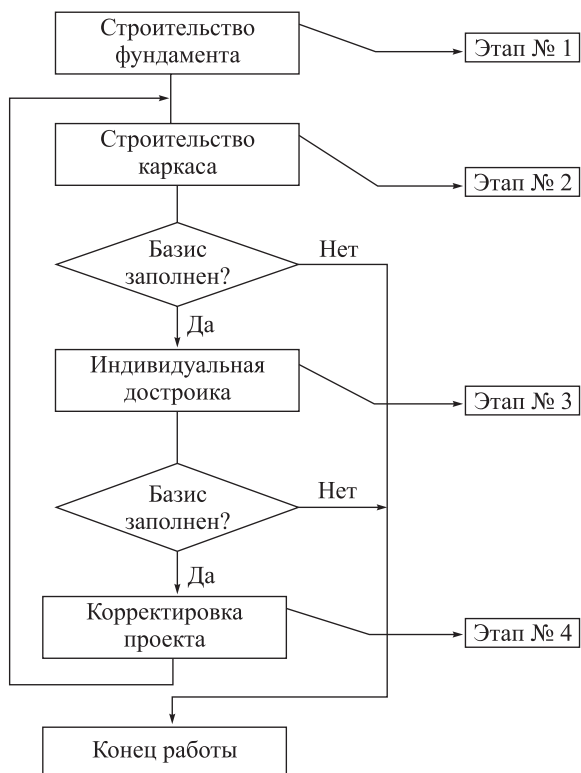 Строительство
фундамента
Этап № 1
Строительство
каркаса
Этап № 2
Базис
заполнен?
Нет
Да
Индивидуальная
достроика
Этап № 3
Базис
заполнен?
Нет
Да
Корректировка
проекта
Этап № 4
Конец работы